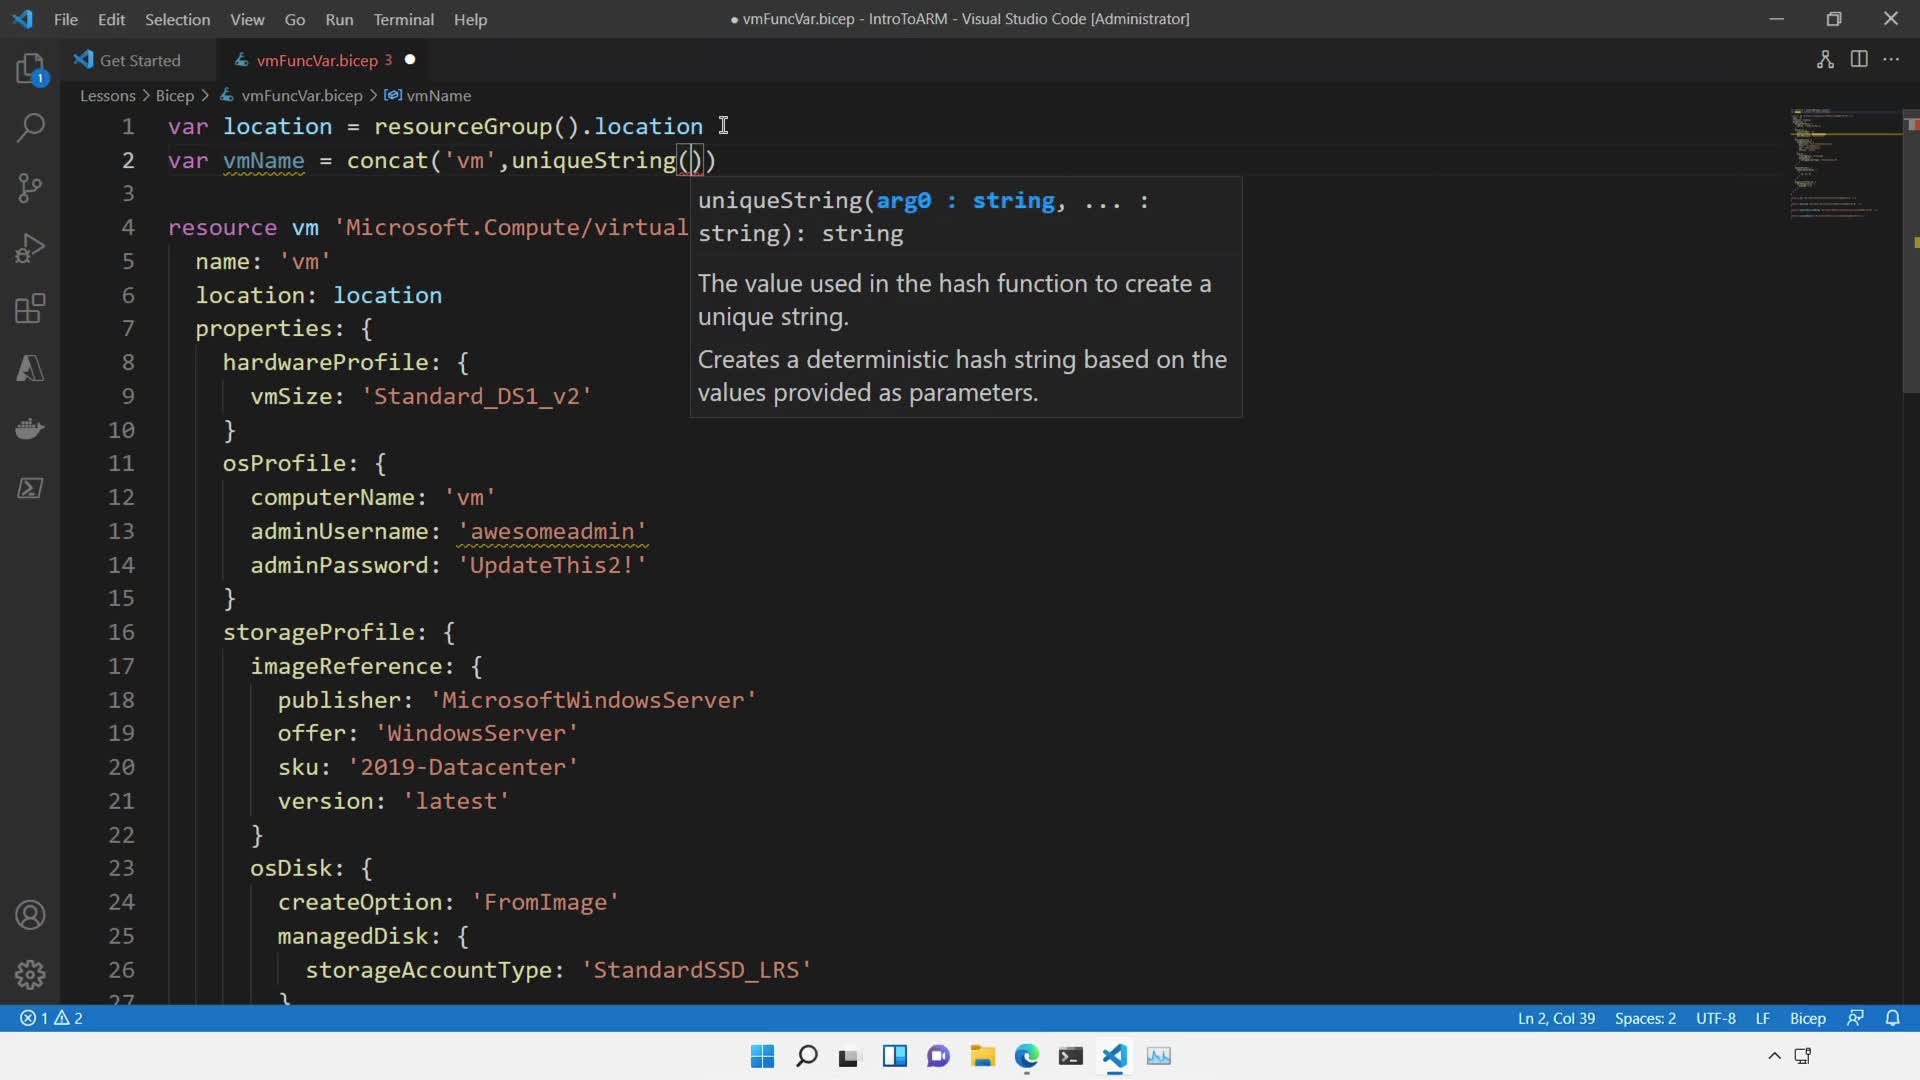 File Edit Selection View Go Run Terminal Help
● vmFuncVar.bicep - IntroToARM - Visual Studio Code [Administrator]
Get Started
vmFuncVar.bicep 3 ●
Lessons > Bicep > vmFuncVar.bicep > vmName
1 var location = resourceGroup().location
2 var vmName = concat('vm',uniqueString())
3
4 resource vm 'Microsoft.Compute/virtual
5 name: 'vm'
6 location: location
7 properties: {
8 hardwareProfile: {
9 vmSize: 'Standard_DS1_v2'
10 }
11 osProfile: {
12 computerName: 'vm'
13 adminUsername: 'awesomeadmin'
14 adminPassword: 'UpdateThis2!'
15 }
16 storageProfile: {
17 imageReference: {
18 publisher: 'MicrosoftWindowsServer'
19 offer: 'WindowsServer'
20 sku: '2019-Datacenter'
21 version: 'latest'
22 }
23 osDisk: {
24 createOption: 'FromImage'
25 managedDisk: {
26 storageAccountType: 'StandardSSD_LRS'
27 }
uniqueString(arg0 : string, ... :
string): string
The value used in the hash function to create a
unique string.
Creates a deterministic hash string based on the
values provided as parameters.
1
1 2
Ln 2, Col 39 Spaces: 2 UTF-8 LF Bicep